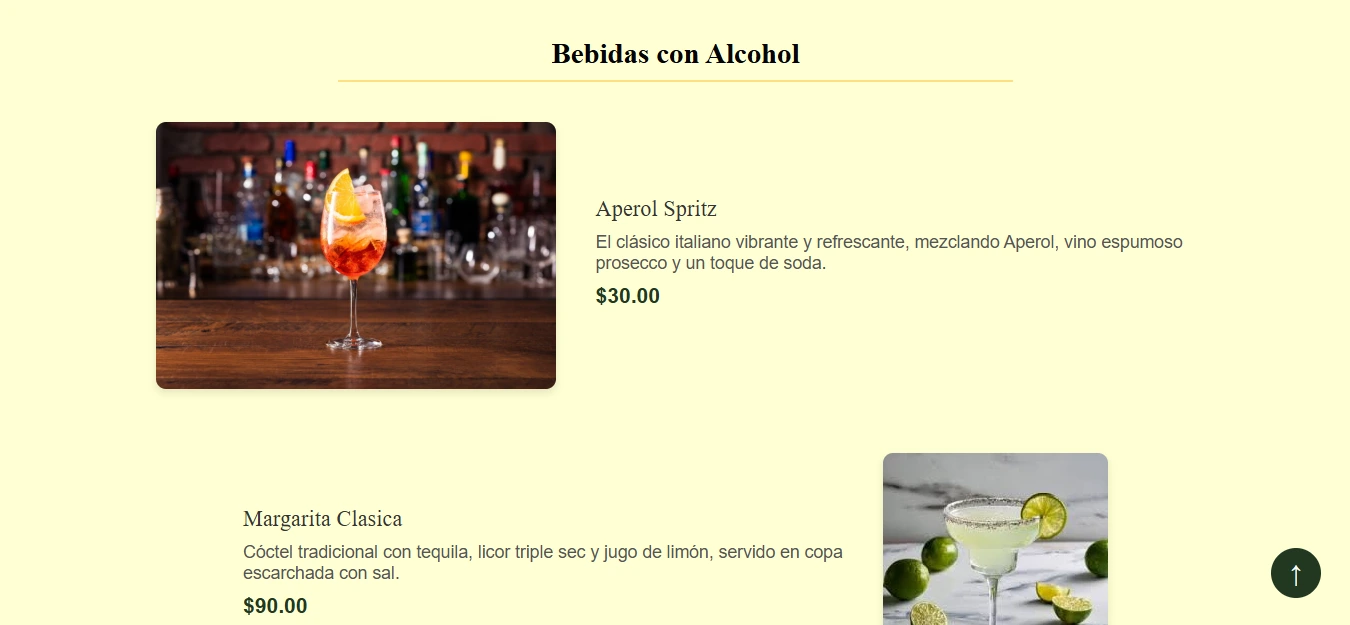 Bebidas con Alcohol
Aperol Spritz
El clásico italiano vibrante y refrescante, mezclando Aperol, vino espumoso
prosecco y un toque de soda.
$30.00
Margarita Clasica
Cóctel tradicional con tequila, licor triple sec y jugo de limón, servido en copa
escarchada con sal.
$90.00
↑